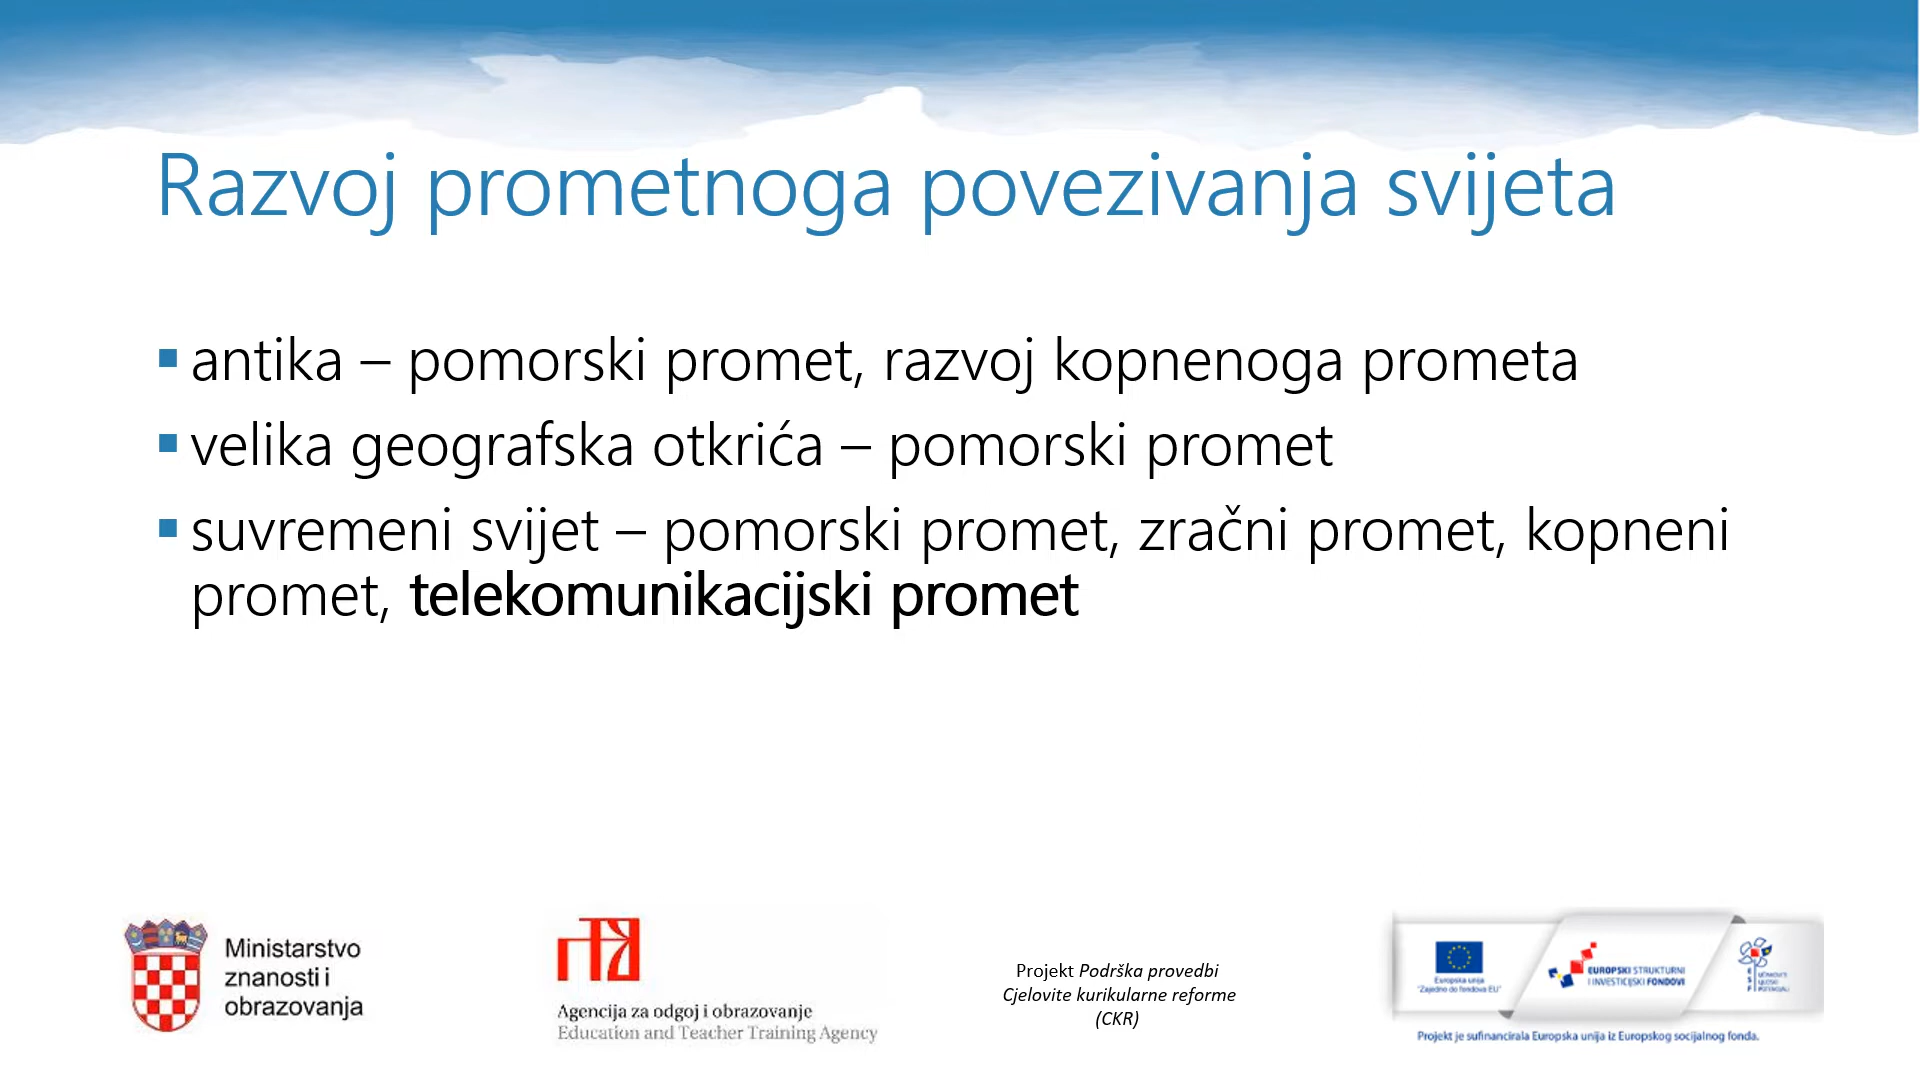 Razvoj prometnoga povezivanja svijeta
▪ antika – pomorski promet, razvoj kopnenoga prometa
▪ velika geografska otkrića – pomorski promet
▪ suvremeni svijet – pomorski promet, zračni promet, kopneni
promet, telekomunikacijski promet
Ministarstvo
znanosti i
obrazovanja
Agencija za odgoj i obrazovanje
Education and Teacher Training Agency
Projekt Podrška provedbi
Cjelovite kurikularne reforme
(CKR)
Europska unija
"Zajedno do fondova EU"
EUROPSKI STRUKTURNI
I INVESTICIJSKI FONDOVI
Projekt je sufinancirala Europska unija iz Europskog socijalnog fonda.